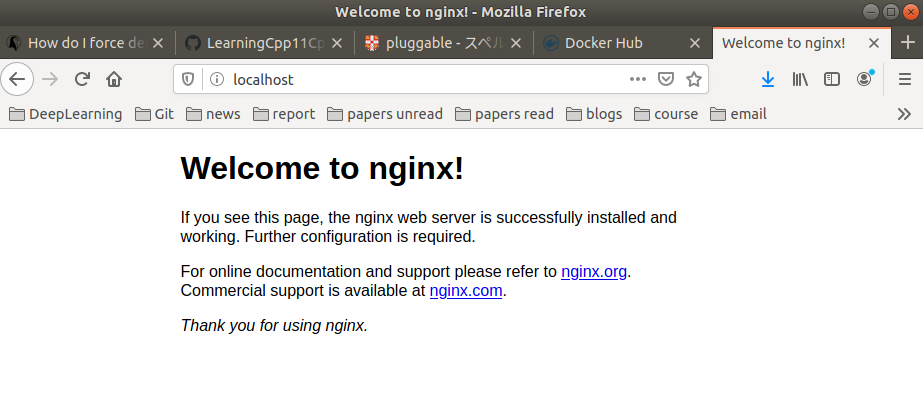 Welcome to nginx! - Mozilla Firefox
How do I force de
LearningCpp11Cp
pluggable - スペル
Docker Hub
Welcome to nginx!
localhost
DeepLearning
Git
news
report
papers unread
papers read
blogs
course
email
Welcome to nginx!
If you see this page, the nginx web server is successfully installed and
working. Further configuration is required.
For online documentation and support please refer to nginx.org.
Commercial support is available at nginx.com.
Thank you for using nginx.